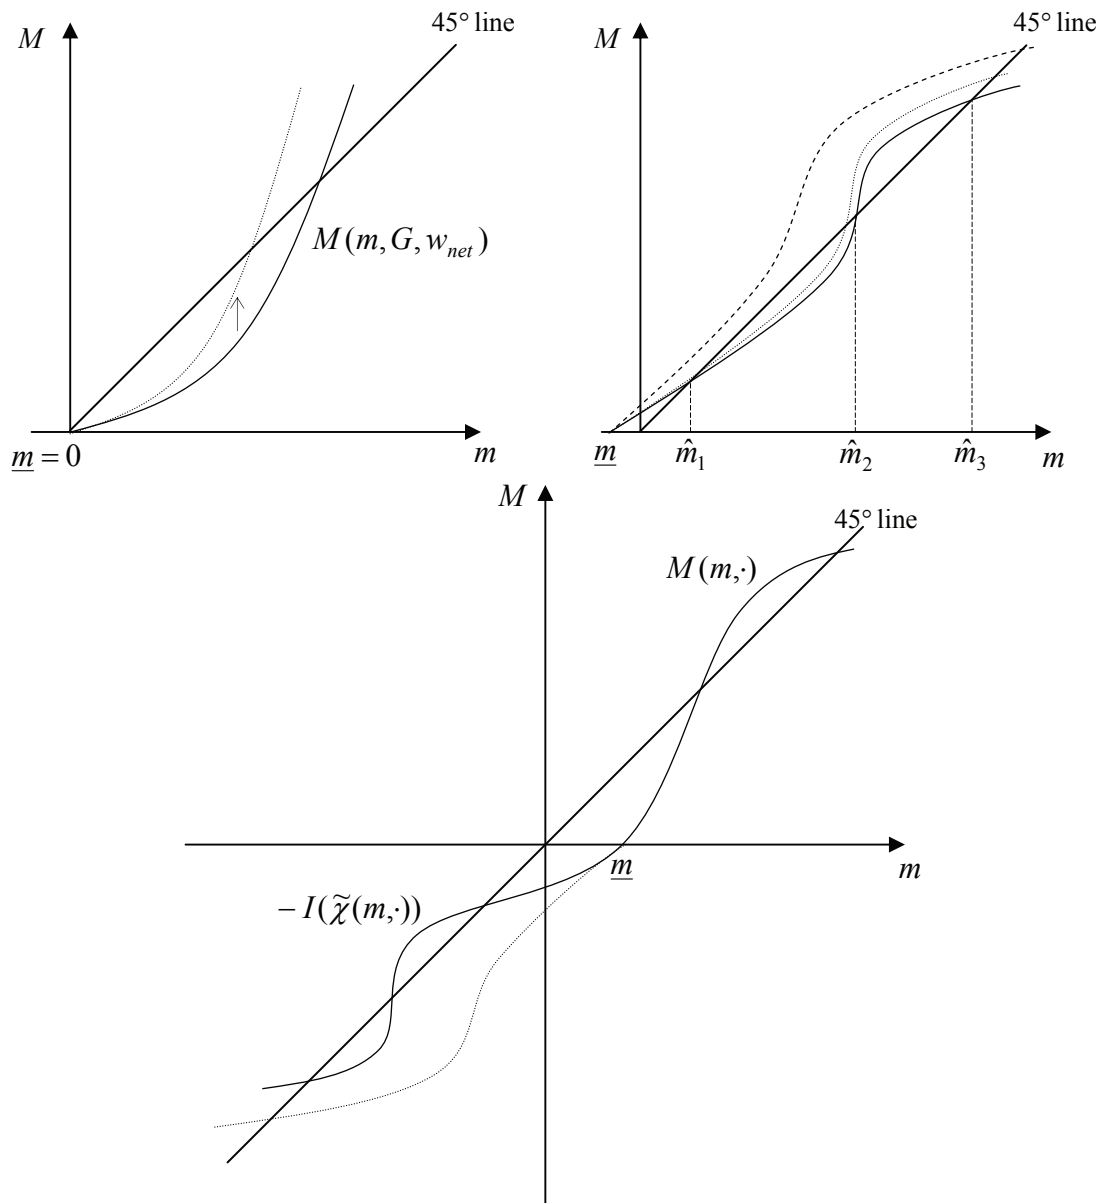 45° line
M
M(m, G, w_net)
m = 0
m
45° line
M
m
m̂₁
m̂₂
m̂₃
m
M
45° line
M(m,·)
m
m
− I(χ̃(m,·))